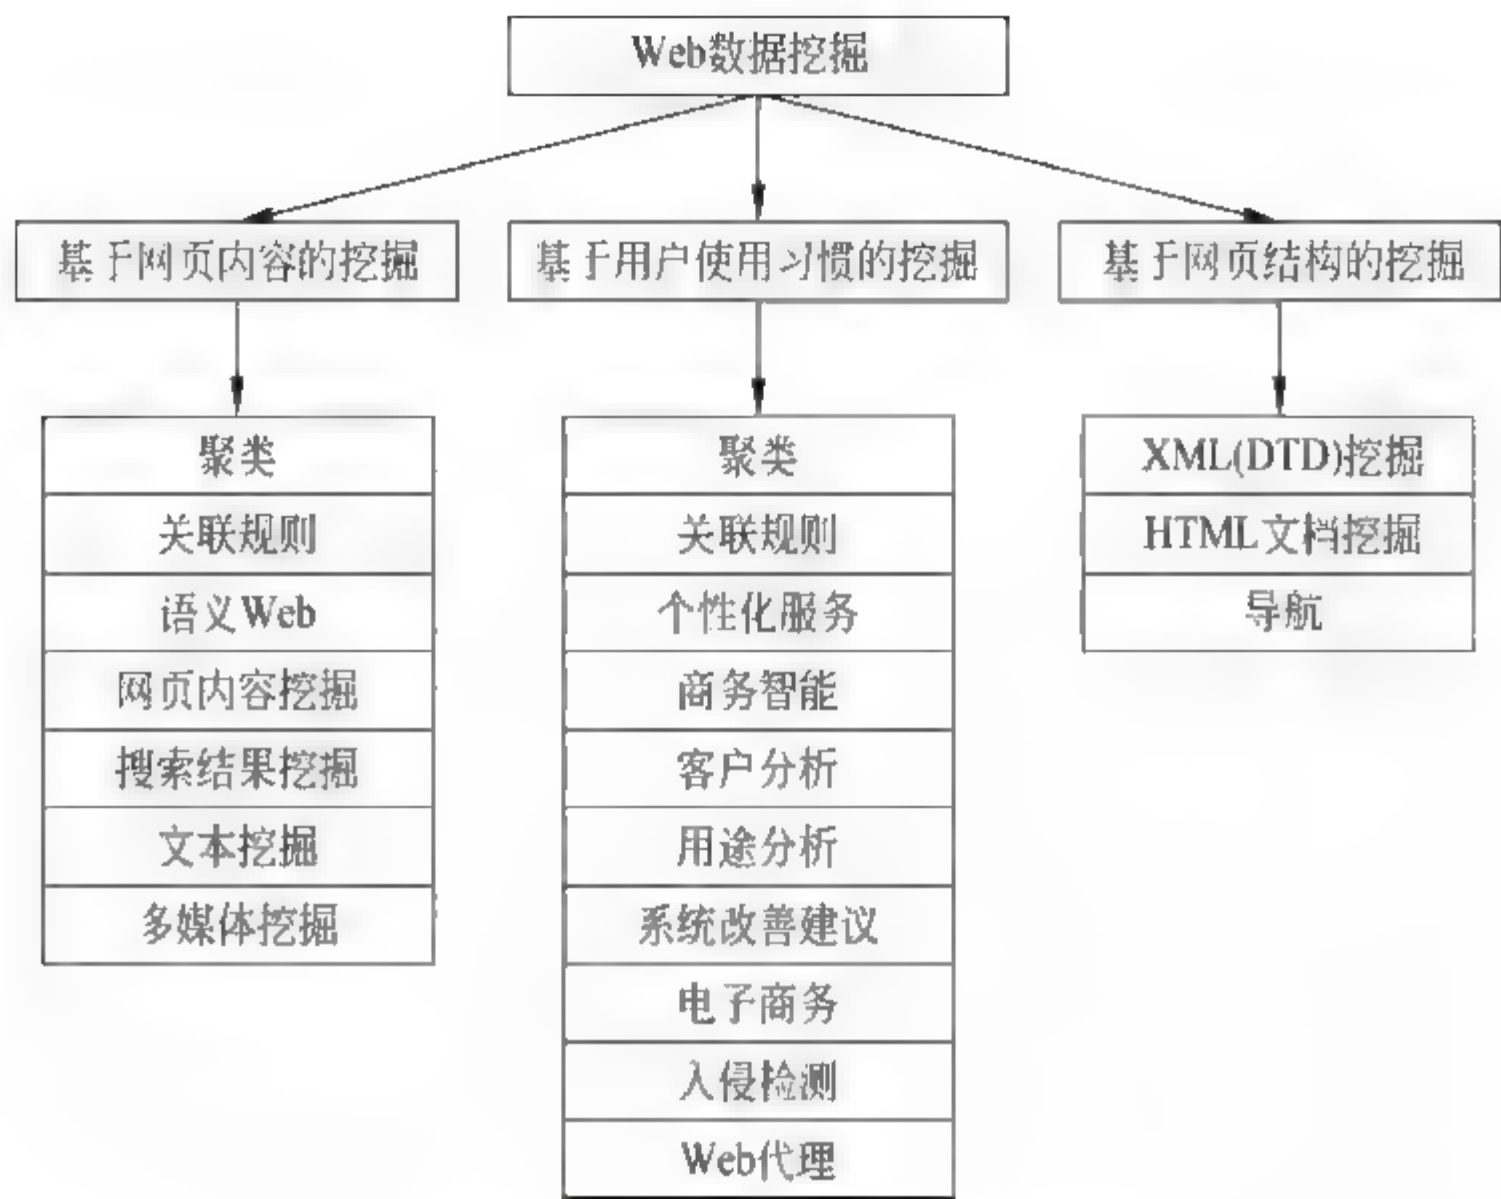 Web数据挖掘
基于网页内容的挖掘
基于用户使用习惯的挖掘
基于网页结构的挖掘
聚类
关联规则
语义Web
网页内容挖掘
搜索结果挖掘
文本挖掘
多媒体挖掘
聚类
关联规则
个性化服务
商务智能
客户分析
用途分析
系统改善建议
电子商务
入侵检测
Web代理
XML(DTD)挖掘
HTML文档挖掘
导航